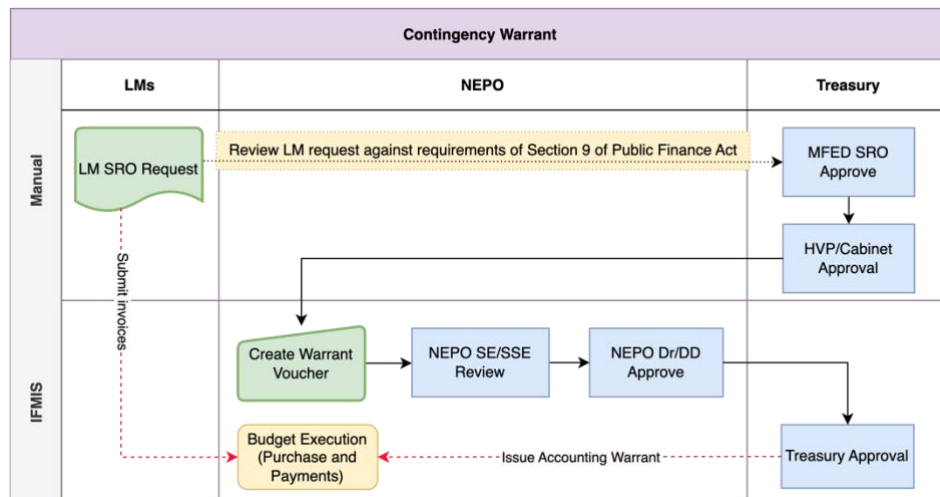 Contingency Warrant
LMs
NEPO
Treasury
Manual
LM SRO Request
Review LM request against requirements of Section 9 of Public Finance Act
MFED SRO
Approve
HVP/Cabinet
Approval
Submit invoices
IFMIS
Create Warrant
Voucher
NEPO SE/SSE
Review
NEPO Dr/DD
Approve
Budget Execution
(Purchase and
Payments)
Issue Accounting Warrant
Treasury Approval